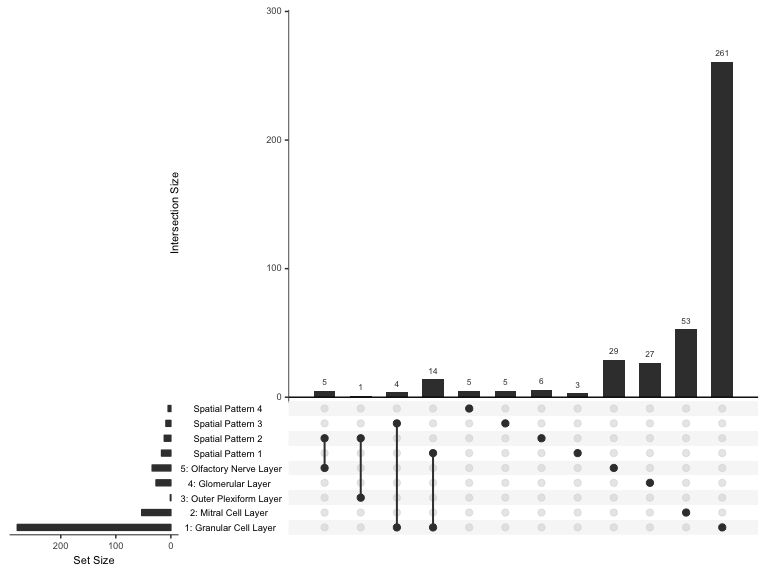 300
200
100
0
Intersection Size
5
1
4
14
5
5
6
3
29
27
53
261
Spatial Pattern 4
Spatial Pattern 3
Spatial Pattern 2
Spatial Pattern 1
5: Olfactory Nerve Layer
4: Glomerular Layer
3: Outer Plexiform Layer
2: Mitral Cell Layer
1: Granular Cell Layer
200 100 0
Set Size